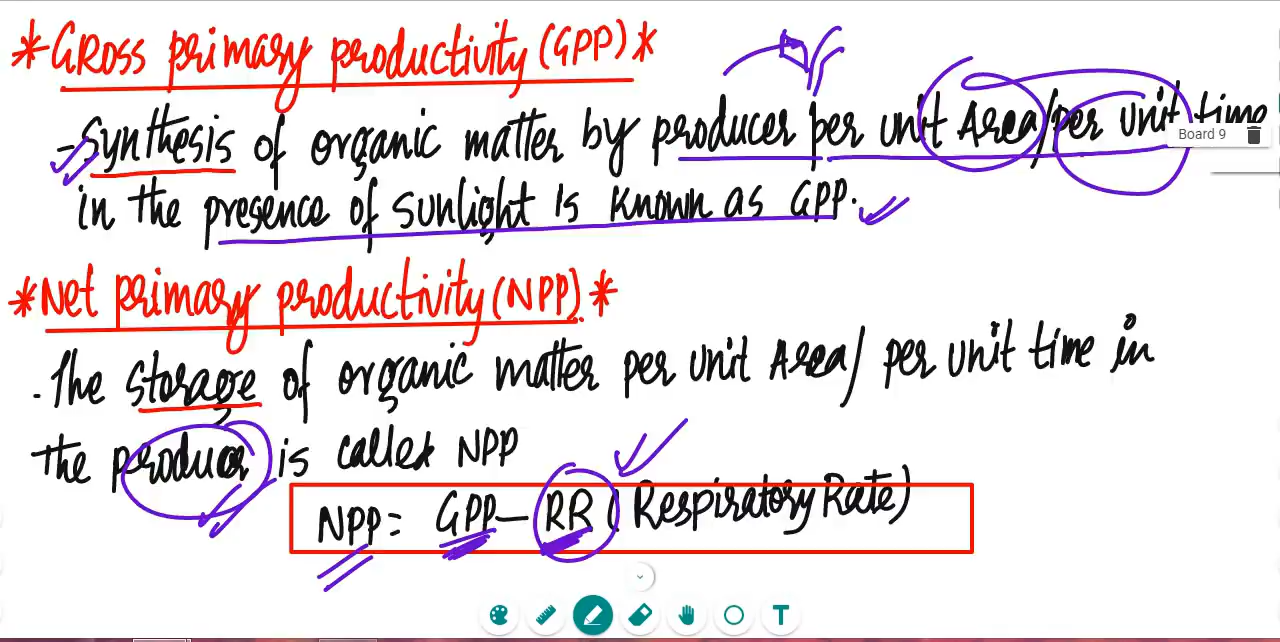 *GRoss primary productivity (GPP)*
- Synthesis of organic matter by producer per unit Area/per unit time
Board 9
in the presence of Sunlight is known as GPP.
*Net primary productivity (NPP)*
. The storage of organic matter per unit Area/ per unit time in
the producer is called NPP
NPP = GPP - RR (Respiratory Rate)
T